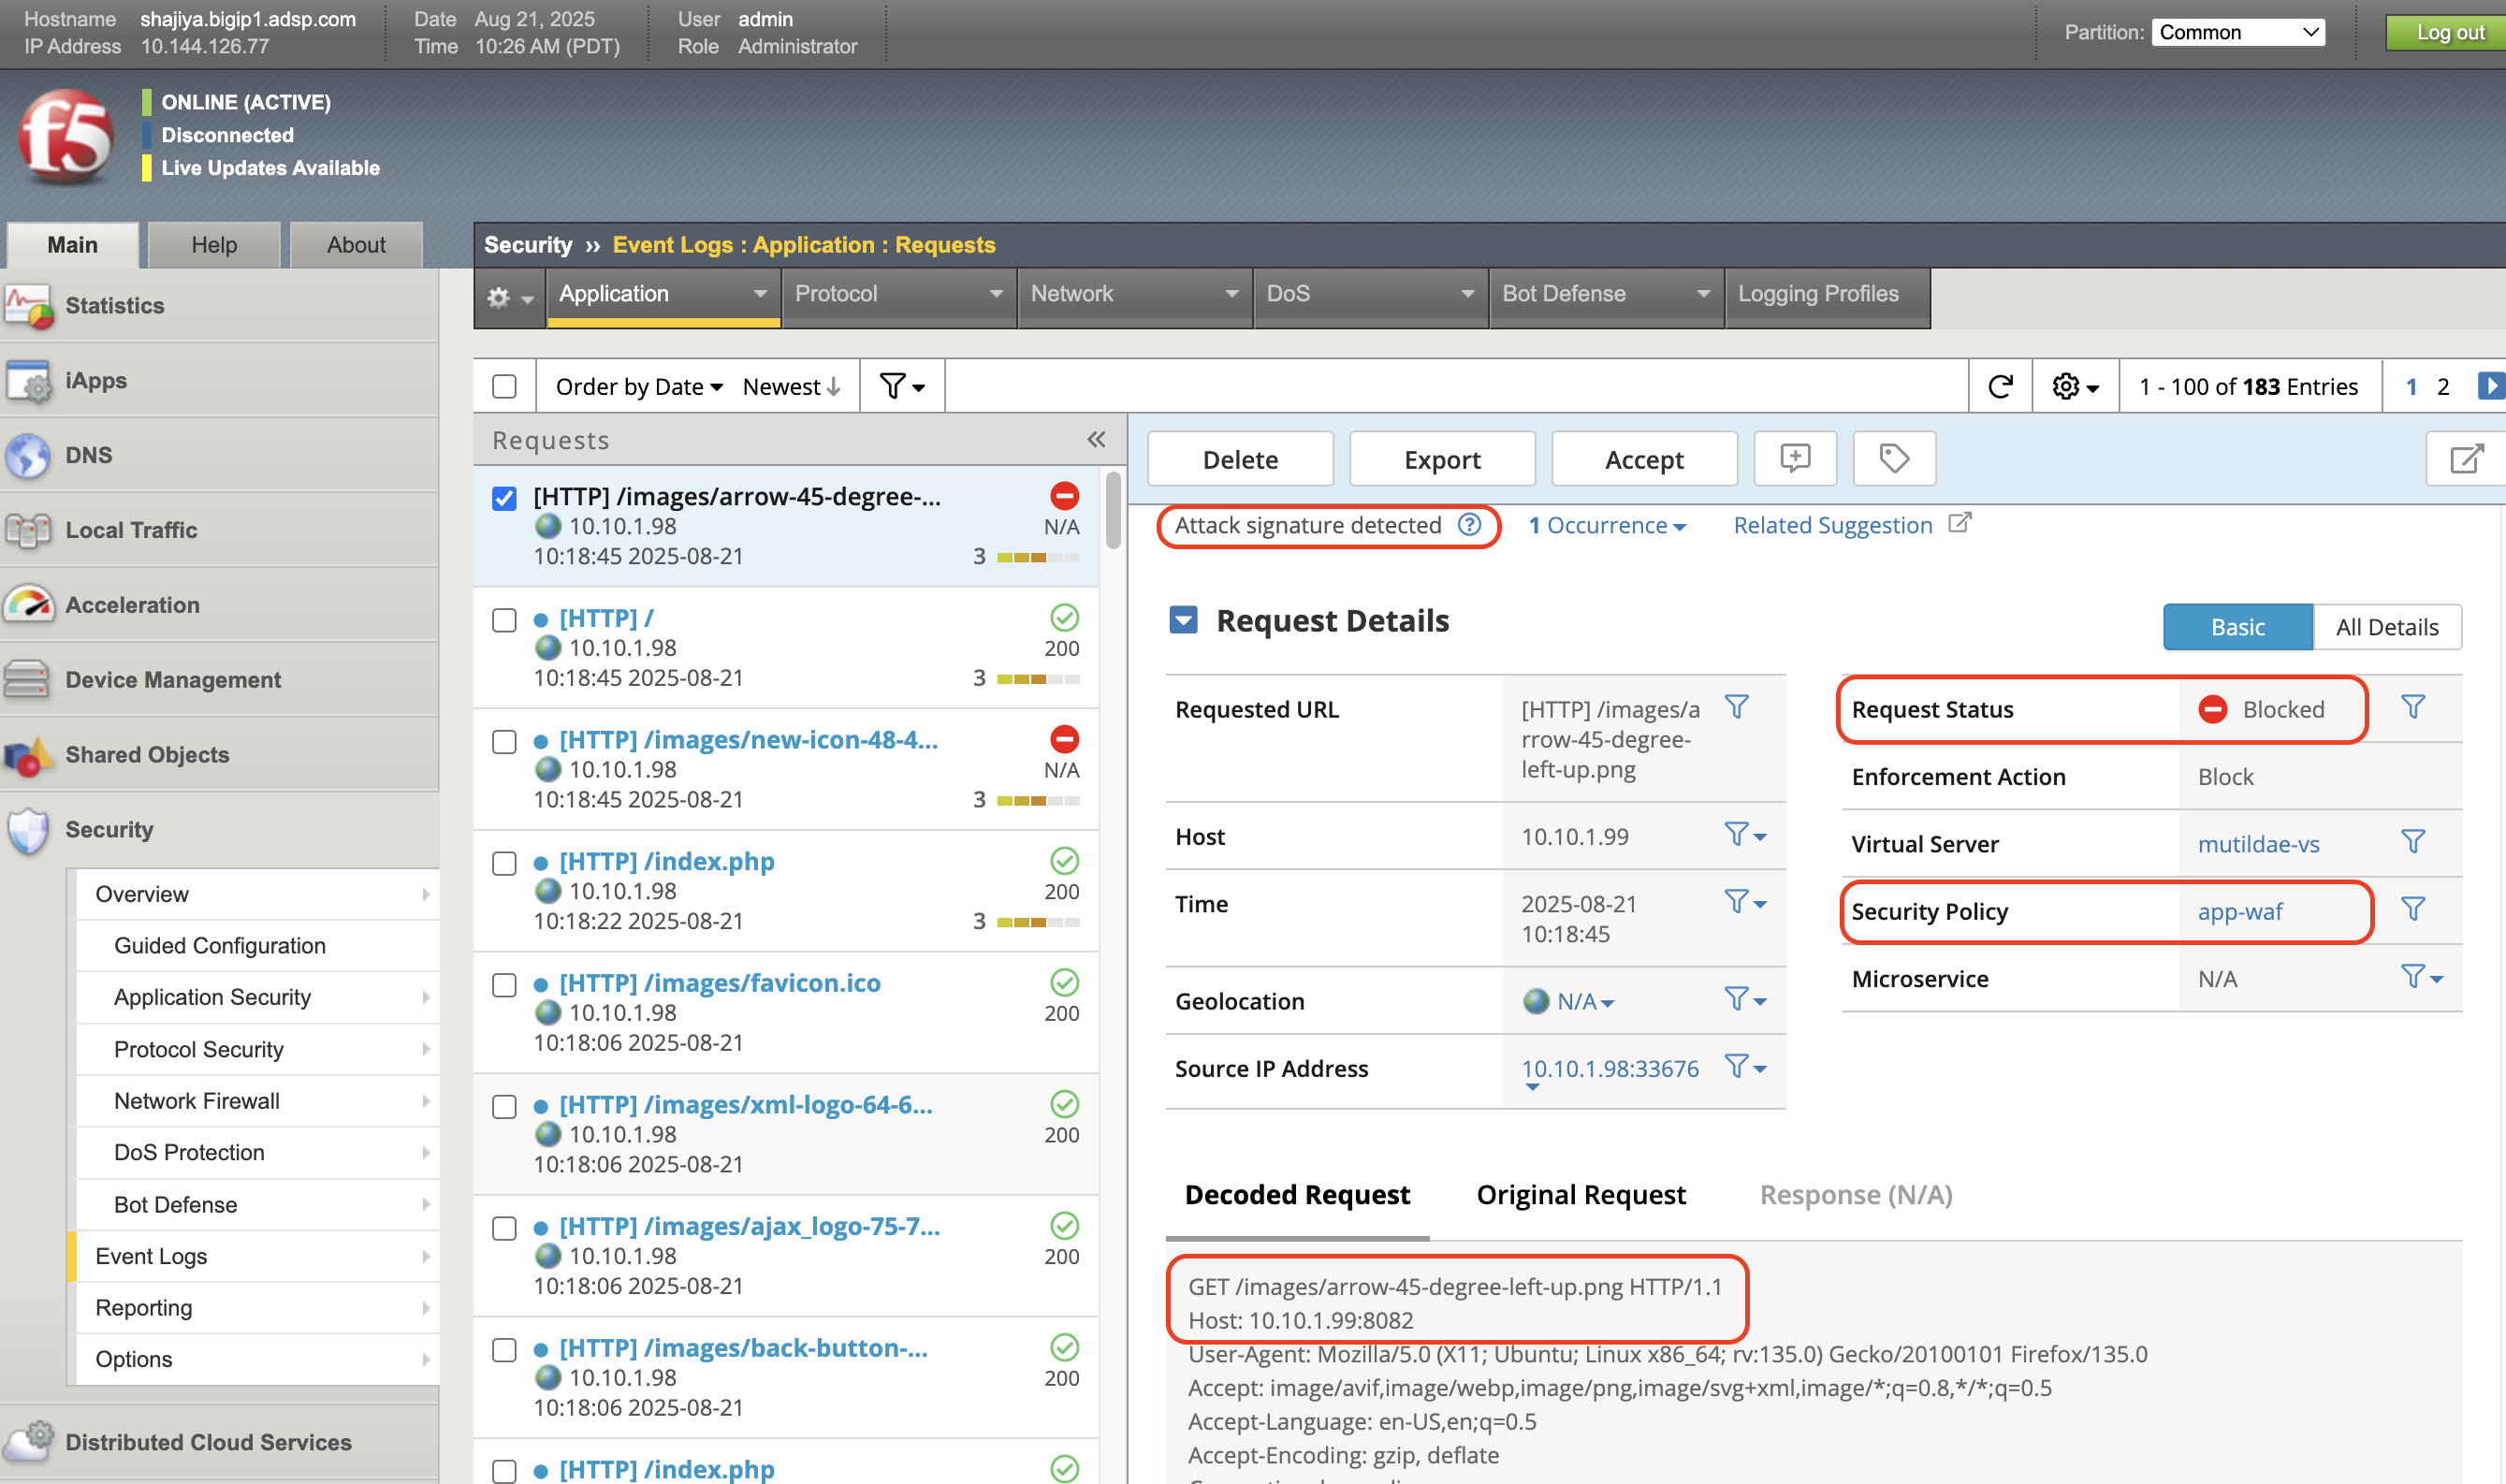 Hostname shajiya.bigip1.adsp.com
IP Address 10.144.126.77
Date Aug 21, 2025
Time 10:26 AM (PDT)
User admin
Role Administrator
Partition: Common
Log out
f5
ONLINE (ACTIVE)
Disconnected
Live Updates Available
Main Help About
Security ›› Event Logs : Application : Requests
Application Protocol Network DoS Bot Defense Logging Profiles
Statistics
iApps
DNS
Local Traffic
Acceleration
Device Management
Shared Objects
Security
Overview
Guided Configuration
Application Security
Protocol Security
Network Firewall
DoS Protection
Bot Defense
Event Logs
Reporting
Options
Distributed Cloud Services
Order by Date Newest
1 - 100 of 183 Entries 1 2
Requests
[HTTP] /images/arrow-45-degree-...
10.10.1.98 N/A
10:18:45 2025-08-21 3
[HTTP] /
10.10.1.98 200
10:18:45 2025-08-21 3
[HTTP] /images/new-icon-48-4...
10.10.1.98 N/A
10:18:45 2025-08-21 3
[HTTP] /index.php
10.10.1.98 200
10:18:22 2025-08-21 3
[HTTP] /images/favicon.ico
10.10.1.98 200
10:18:06 2025-08-21
[HTTP] /images/xml-logo-64-6...
10.10.1.98 200
10:18:06 2025-08-21
[HTTP] /images/ajax_logo-75-7...
10.10.1.98 200
10:18:06 2025-08-21
[HTTP] /images/back-button-...
10.10.1.98 200
10:18:06 2025-08-21
[HTTP] /index.php
Delete Export Accept
Attack signature detected ? 1 Occurrence Related Suggestion
Request Details
Basic All Details
Requested URL [HTTP] /images/a
rrow-45-degree-
left-up.png
Host 10.10.1.99
Time 2025-08-21
10:18:45
Geolocation N/A
Source IP Address 10.10.1.98:33676
Request Status Blocked
Enforcement Action Block
Virtual Server mutildae-vs
Security Policy app-waf
Microservice N/A
Decoded Request Original Request Response (N/A)
GET /images/arrow-45-degree-left-up.png HTTP/1.1
Host: 10.10.1.99:8082
User-Agent: Mozilla/5.0 (X11; Ubuntu; Linux x86_64; rv:135.0) Gecko/20100101 Firefox/135.0
Accept: image/avif,image/webp,image/png,image/svg+xml,image/*;q=0.8,*/*;q=0.5
Accept-Language: en-US,en;q=0.5
Accept-Encoding: gzip, deflate